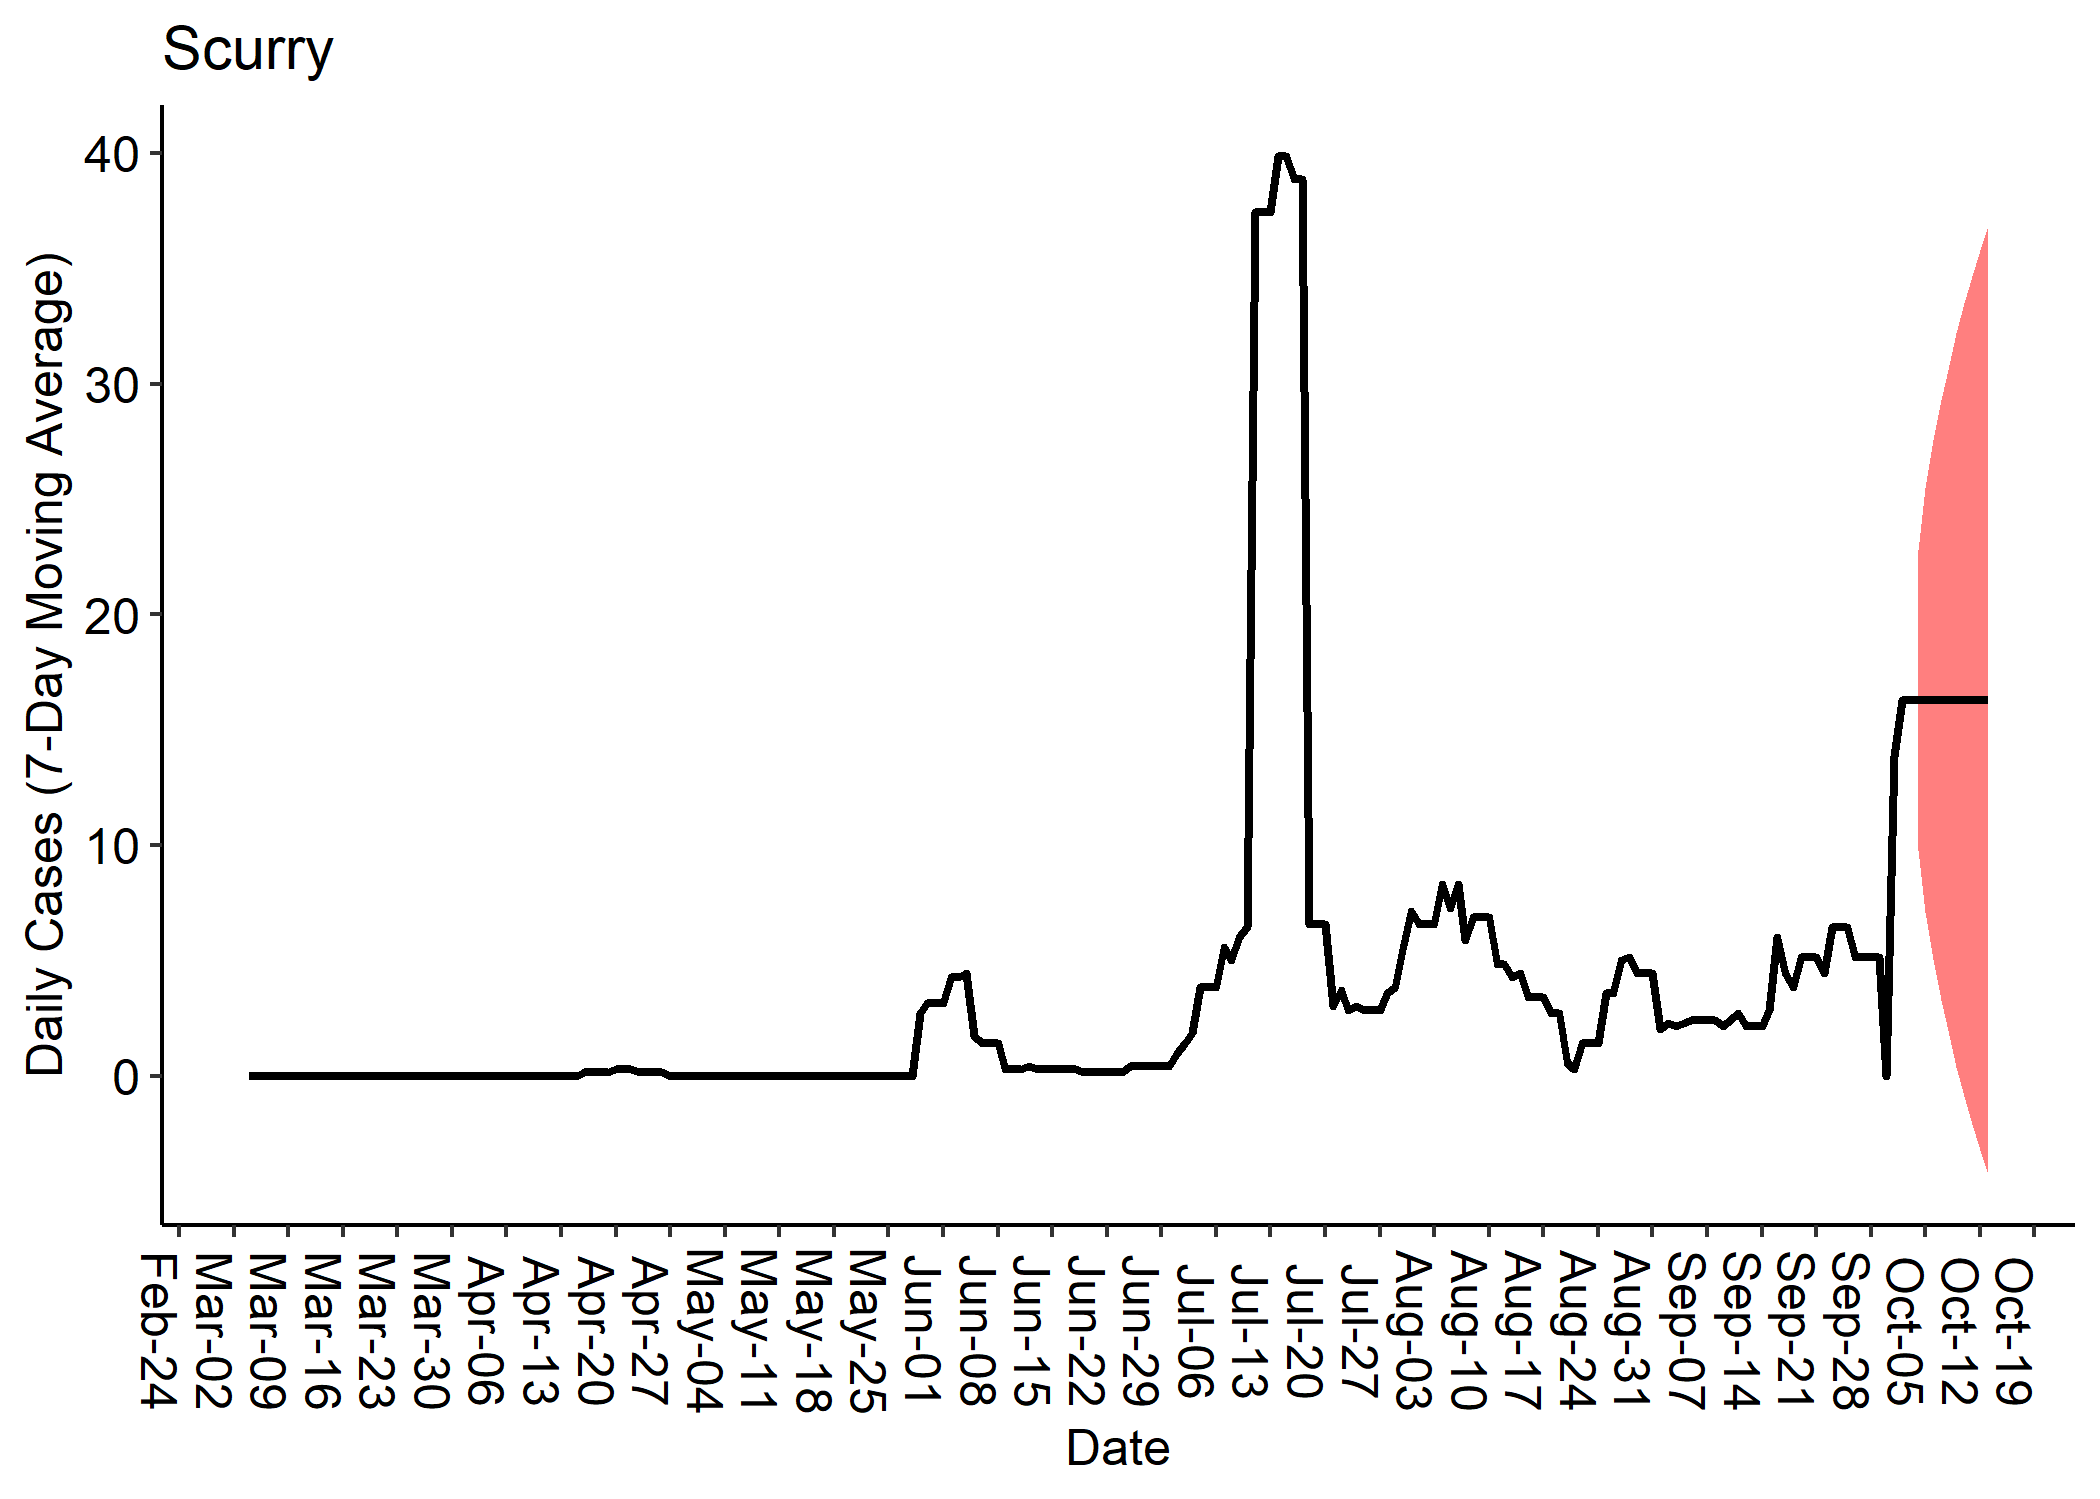 Scurry
Daily Cases (7-Day Moving Average)
40
30
20
10
0
Feb-24
Mar-02
Mar-09
Mar-16
Mar-23
Mar-30
Apr-06
Apr-13
Apr-20
Apr-27
May-04
May-11
May-18
May-25
Jun-01
Jun-08
Jun-15
Jun-22
Jun-29
Jul-06
Jul-13
Jul-20
Jul-27
Aug-03
Aug-10
Aug-17
Aug-24
Aug-31
Sep-07
Sep-14
Sep-21
Sep-28
Oct-05
Oct-12
Oct-19
Date